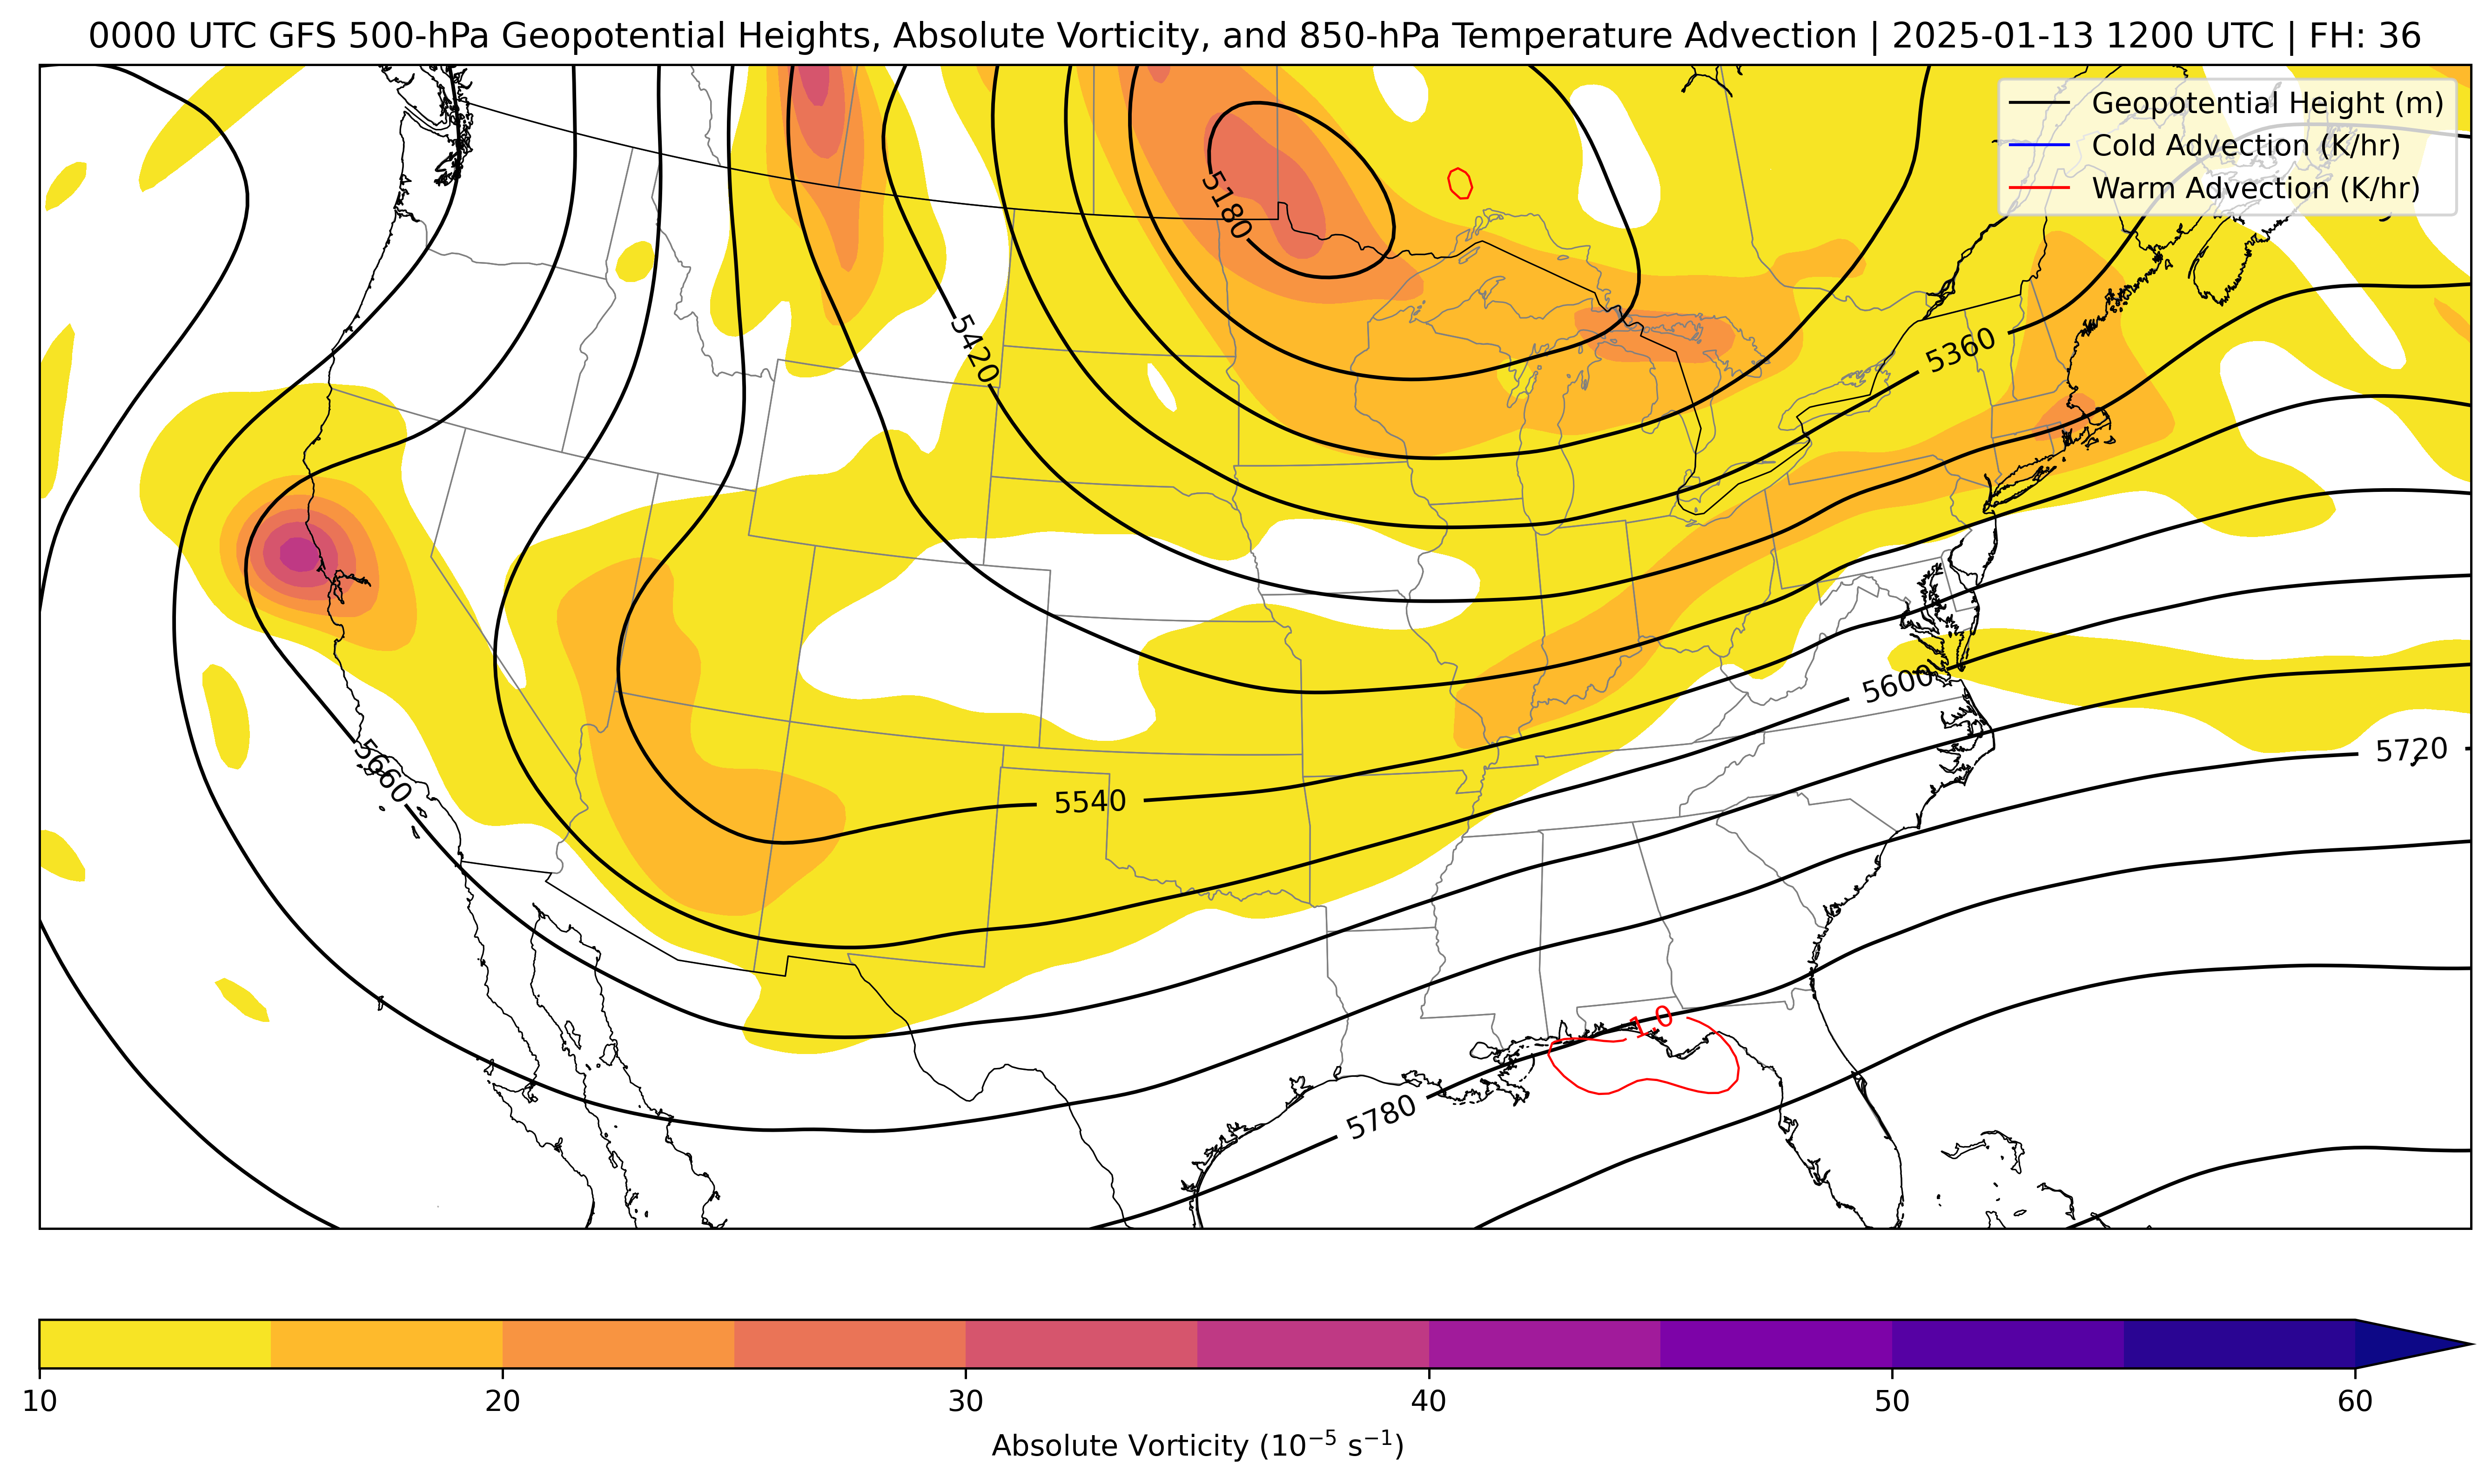 0000 UTC GFS 500-hPa Geopotential Heights, Absolute Vorticity, and 850-hPa Temperature Advection | 2025-01-13 1200 UTC | FH: 36
Geopotential Height (m)
Cold Advection (K/hr)
Warm Advection (K/hr)
5180
5420
5360
5600
5660
5720
5540
1.0
5780
10 20 30 40 50 60
Absolute Vorticity (10⁻⁵ s⁻¹)